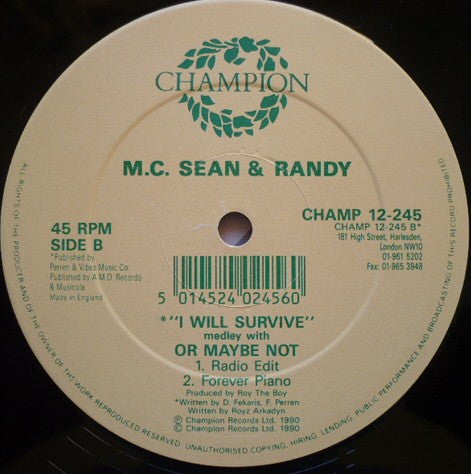 CHAMPION
M.C. SEAN & RANDY
45 RPM
SIDE B
*Published by
Perren & Vibes Music Co.
Published by A.M.D. Records
& Musicola
Made in England
CHAMP 12-245
CHAMP 12-245 B*
181 High Street, Harlesden,
London NW10
01-961 5202
Fax: 01-965 3948
5 014524 024560
*"I WILL SURVIVE"
medley with
OR MAYBE NOT
1. Radio Edit
2. Forever Piano
Produced by Roy The Boy
*Written by D. Fekaris, F. Perren
Written by Royz Arkadyn
Ⓟ Champion Records Ltd. 1990
© Champion Records Ltd. 1990
ALL RIGHTS OF THE PRODUCER AND OF THE OWNER OF THE WORK REPRODUCED RESERVED. UNAUTHORISED COPYING, HIRING, LENDING, PUBLIC PERFORMANCE AND BROADCASTING OF THIS RECORD PROHIBITED.